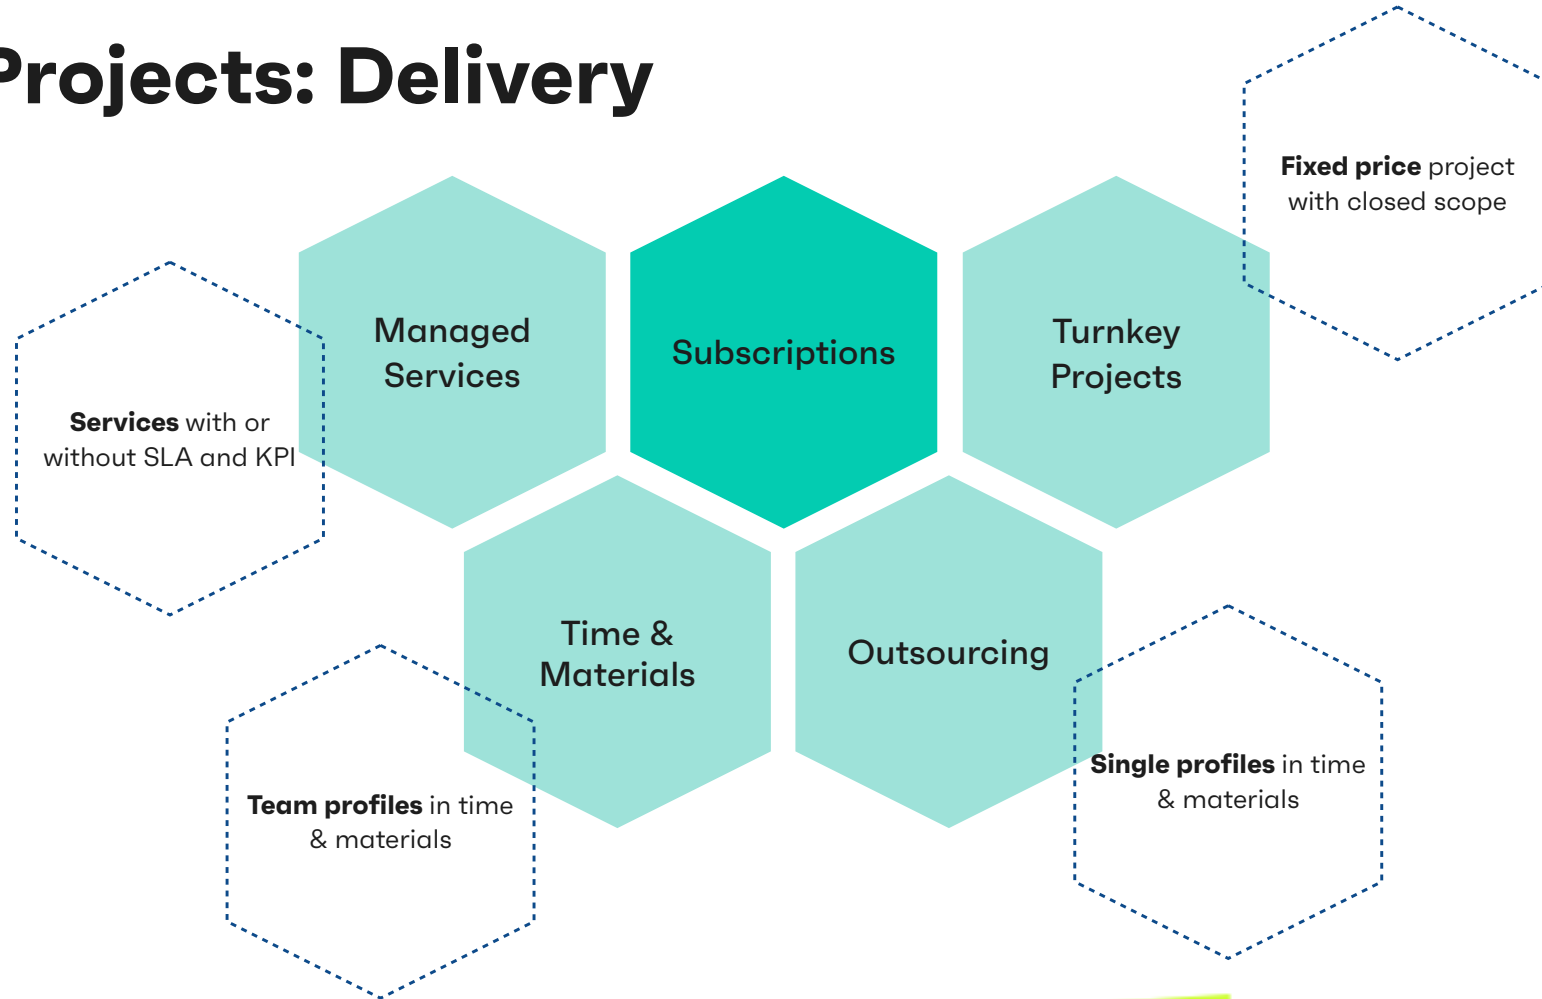 Projects: Delivery
Fixed price project
with closed scope
Managed
Services
Subscriptions
Turnkey
Projects
Services with or
without SLA and KPI
Time &
Materials
Outsourcing
Team profiles in time
& materials
Single profiles in time
& materials